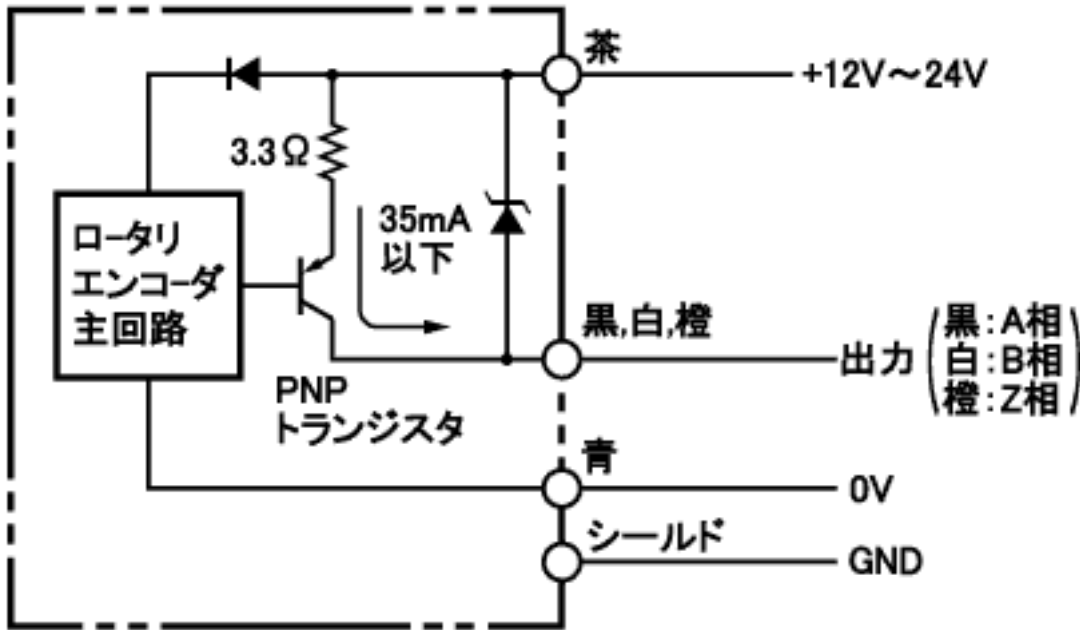 茶
+12V～24V
3.3Ω
35mA
以下
ロータリ
エンコーダ
主回路
黒,白,橙
出力
黒:A相
白:B相
橙:Z相
PNP
トランジスタ
青
0V
シールド
GND